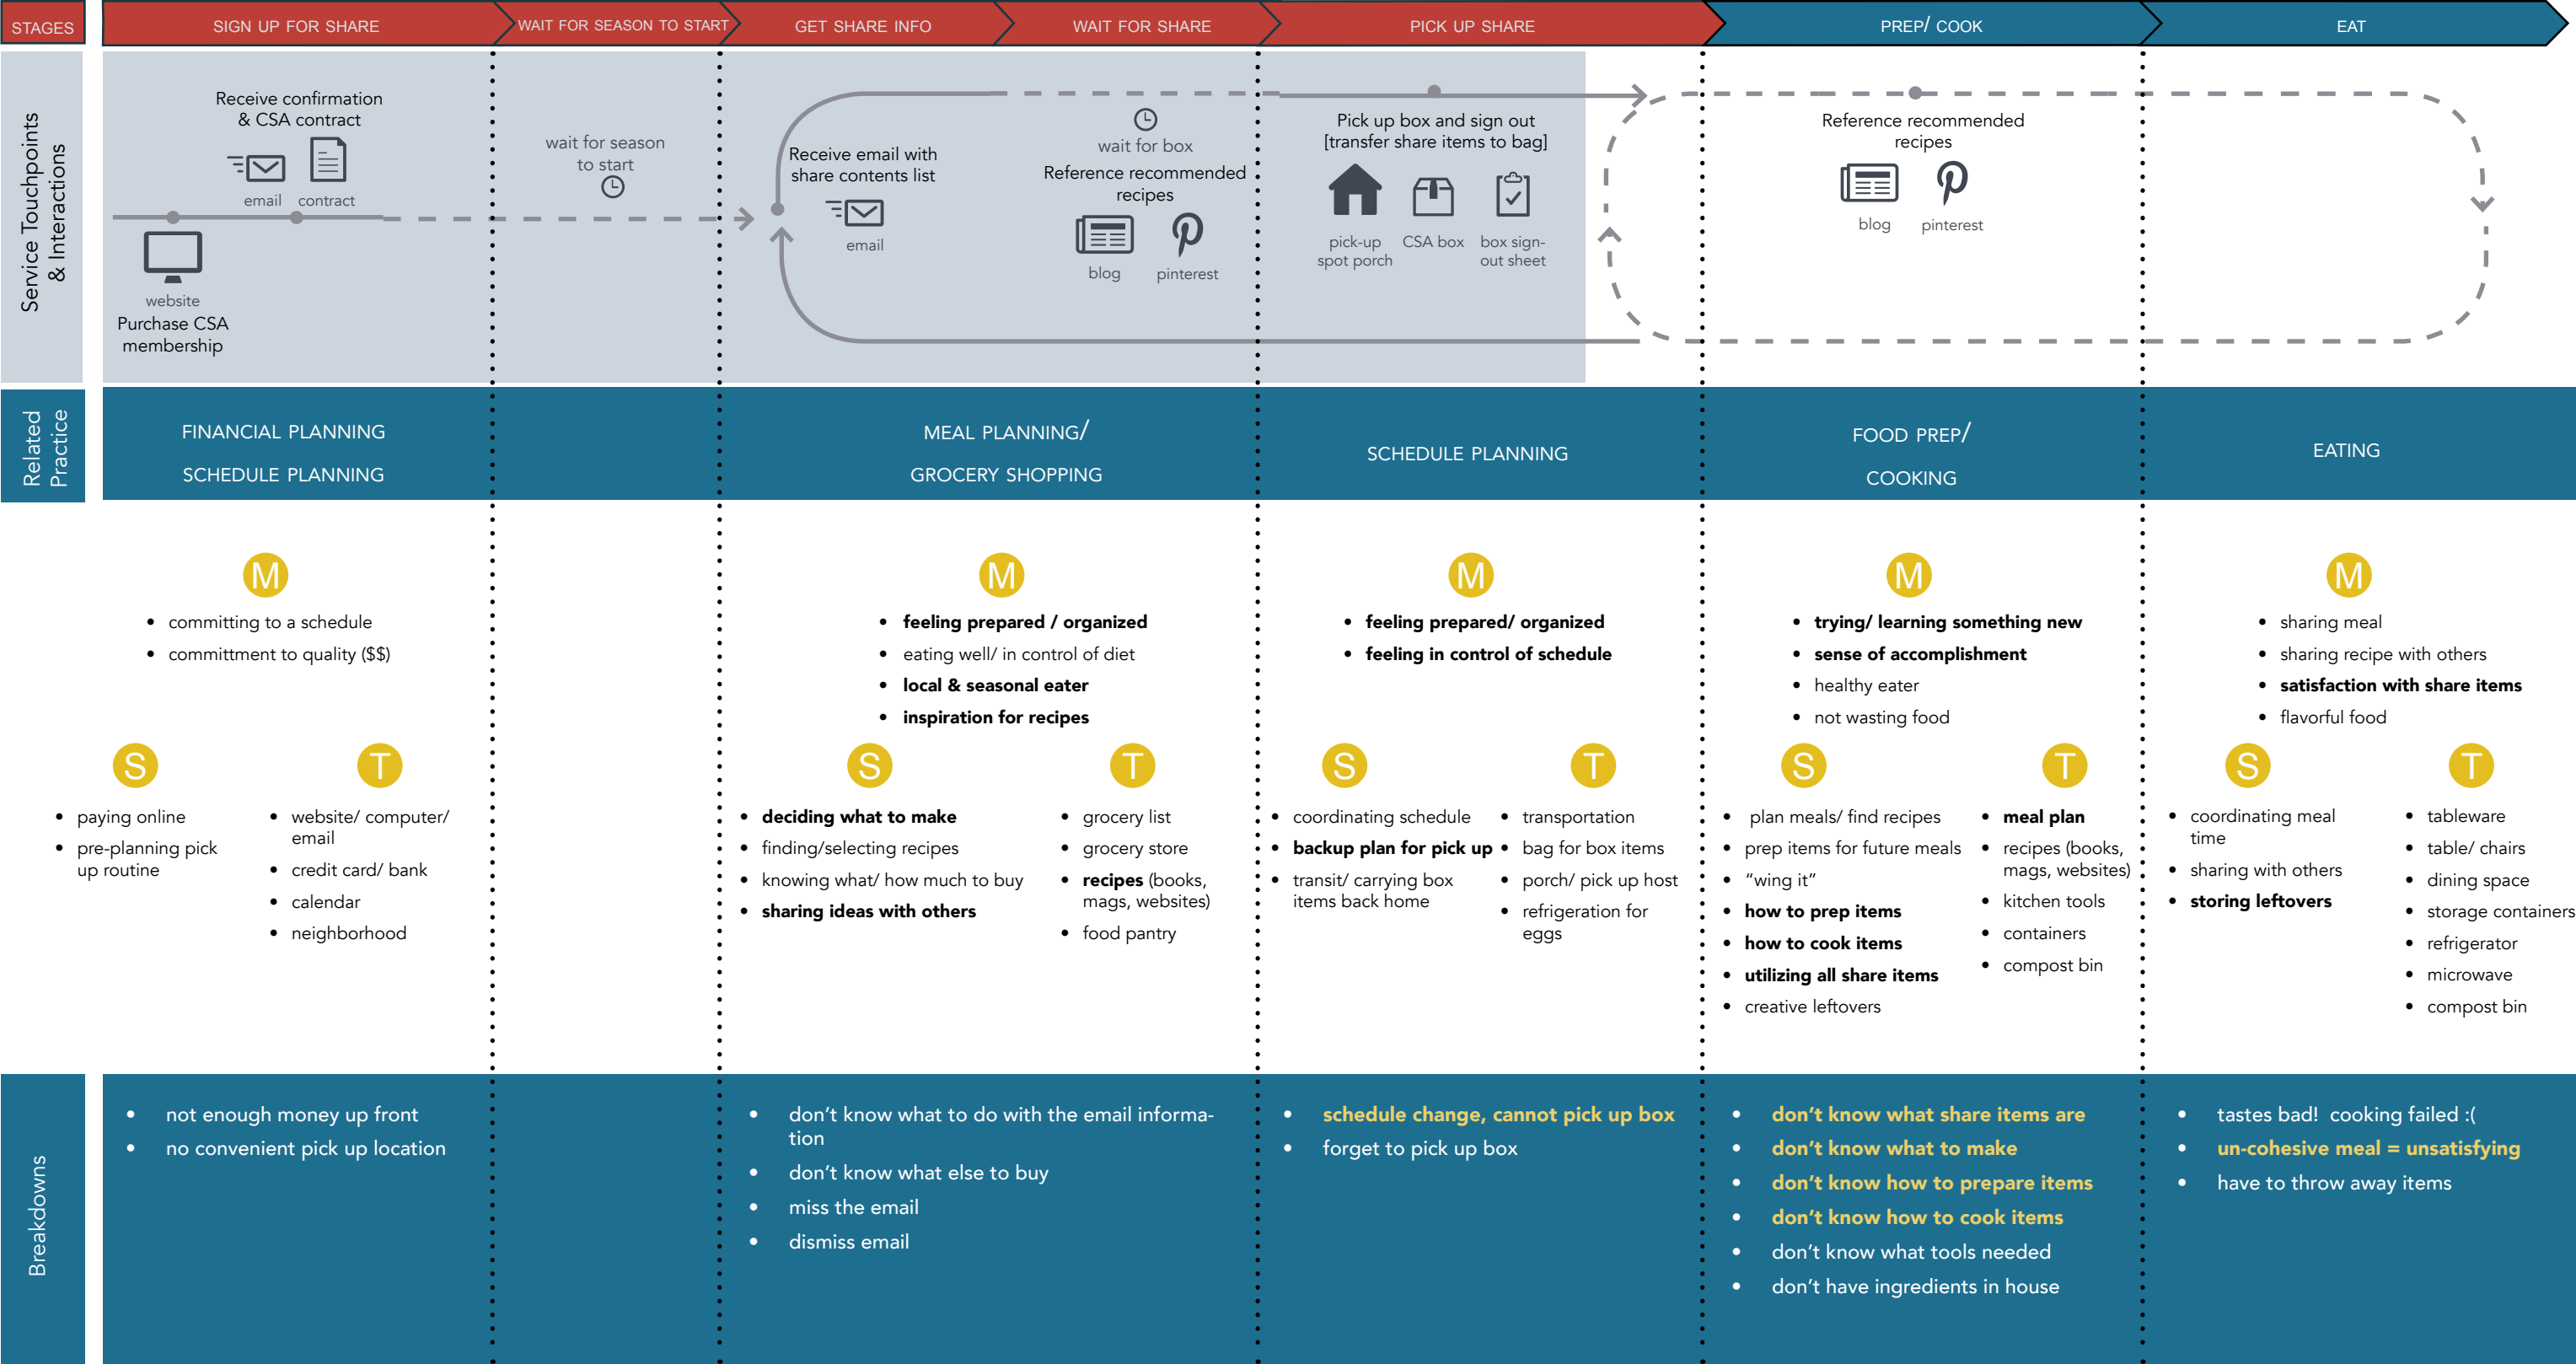 STAGES
SIGN UP FOR SHARE
WAIT FOR SEASON TO START
GET SHARE INFO
WAIT FOR SHARE
PICK UP SHARE
PREP/ COOK
EAT
Service Touchpoints
& Interactions
Receive confirmation
& CSA contract
email
contract
website
Purchase CSA
membership
wait for season
to start
Receive email with
share contents list
email
wait for box
Reference recommended
recipes
blog
pinterest
Pick up box and sign out
[transfer share items to bag]
pick-up
spot porch
CSA box
box sign-
out sheet
Reference recommended
recipes
blog
pinterest
Related
Practice
FINANCIAL PLANNING
SCHEDULE PLANNING
MEAL PLANNING/
GROCERY SHOPPING
SCHEDULE PLANNING
FOOD PREP/
COOKING
EATING
M
• committing to a schedule
• committment to quality ($$)
S
• paying online
• pre-planning pick
up routine
T
• website/ computer/
email
• credit card/ bank
• calendar
• neighborhood
M
• feeling prepared / organized
• eating well/ in control of diet
• local & seasonal eater
• inspiration for recipes
S
• deciding what to make
• finding/selecting recipes
• knowing what/ how much to buy
• sharing ideas with others
T
• grocery list
• grocery store
• recipes (books,
mags, websites)
• food pantry
M
• feeling prepared/ organized
• feeling in control of schedule
S
• coordinating schedule
• backup plan for pick up
• transit/ carrying box
items back home
T
• transportation
• bag for box items
• porch/ pick up host
• refrigeration for
eggs
M
• trying/ learning something new
• sense of accomplishment
• healthy eater
• not wasting food
S
• plan meals/ find recipes
• prep items for future meals
• “wing it”
• how to prep items
• how to cook items
• utilizing all share items
• creative leftovers
T
• meal plan
• recipes (books,
mags, websites)
• kitchen tools
• containers
• compost bin
M
• sharing meal
• sharing recipe with others
• satisfaction with share items
• flavorful food
S
• coordinating meal
time
• sharing with others
• storing leftovers
T
• tableware
• table/ chairs
• dining space
• storage containers
• refrigerator
• microwave
• compost bin
Breakdowns
• not enough money up front
• no convenient pick up location
• don’t know what to do with the email informa-
tion
• don’t know what else to buy
• miss the email
• dismiss email
• schedule change, cannot pick up box
• forget to pick up box
• don’t know what share items are
• don’t know what to make
• don’t know how to prepare items
• don’t know how to cook items
• don’t know what tools needed
• don’t have ingredients in house
• tastes bad! cooking failed :(
• un-cohesive meal = unsatisfying
• have to throw away items